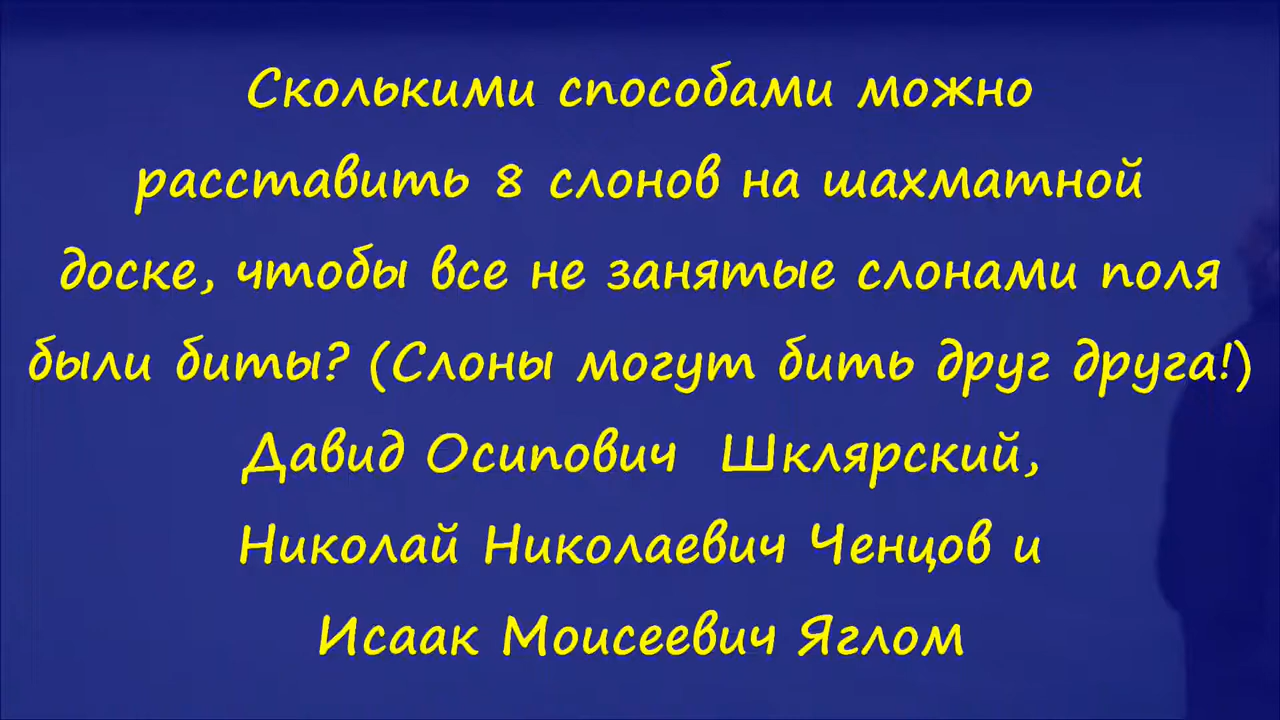 Сколькими способами можно
расставить 8 слонов на шахматной
доске, чтобы все не занятые слонами поля
были биты? (Слоны могут бить друг друга!)
Давид Осипович Шклярский,
Николай Николаевич Ченцов и
Исаак Моисеевич Яглом